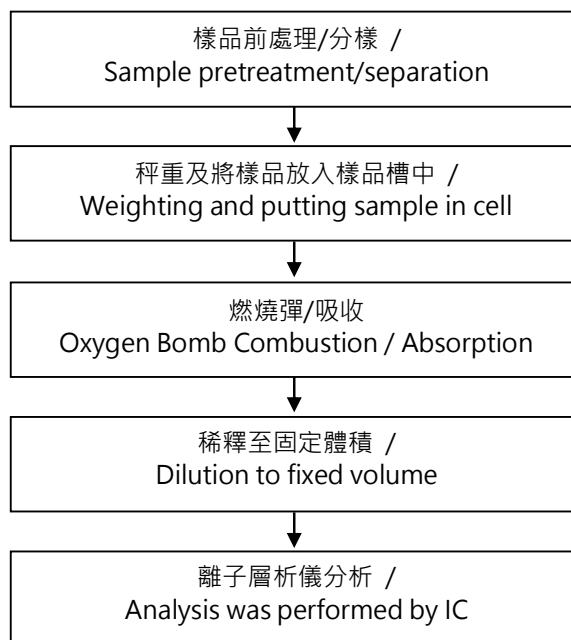 樣品前處理/分樣 /
Sample pretreatment/separation
秤重及將樣品放入樣品槽中 /
Weighting and putting sample in cell
燃燒彈/吸收
Oxygen Bomb Combustion / Absorption
稀釋至固定體積 /
Dilution to fixed volume
離子層析儀分析 /
Analysis was performed by IC